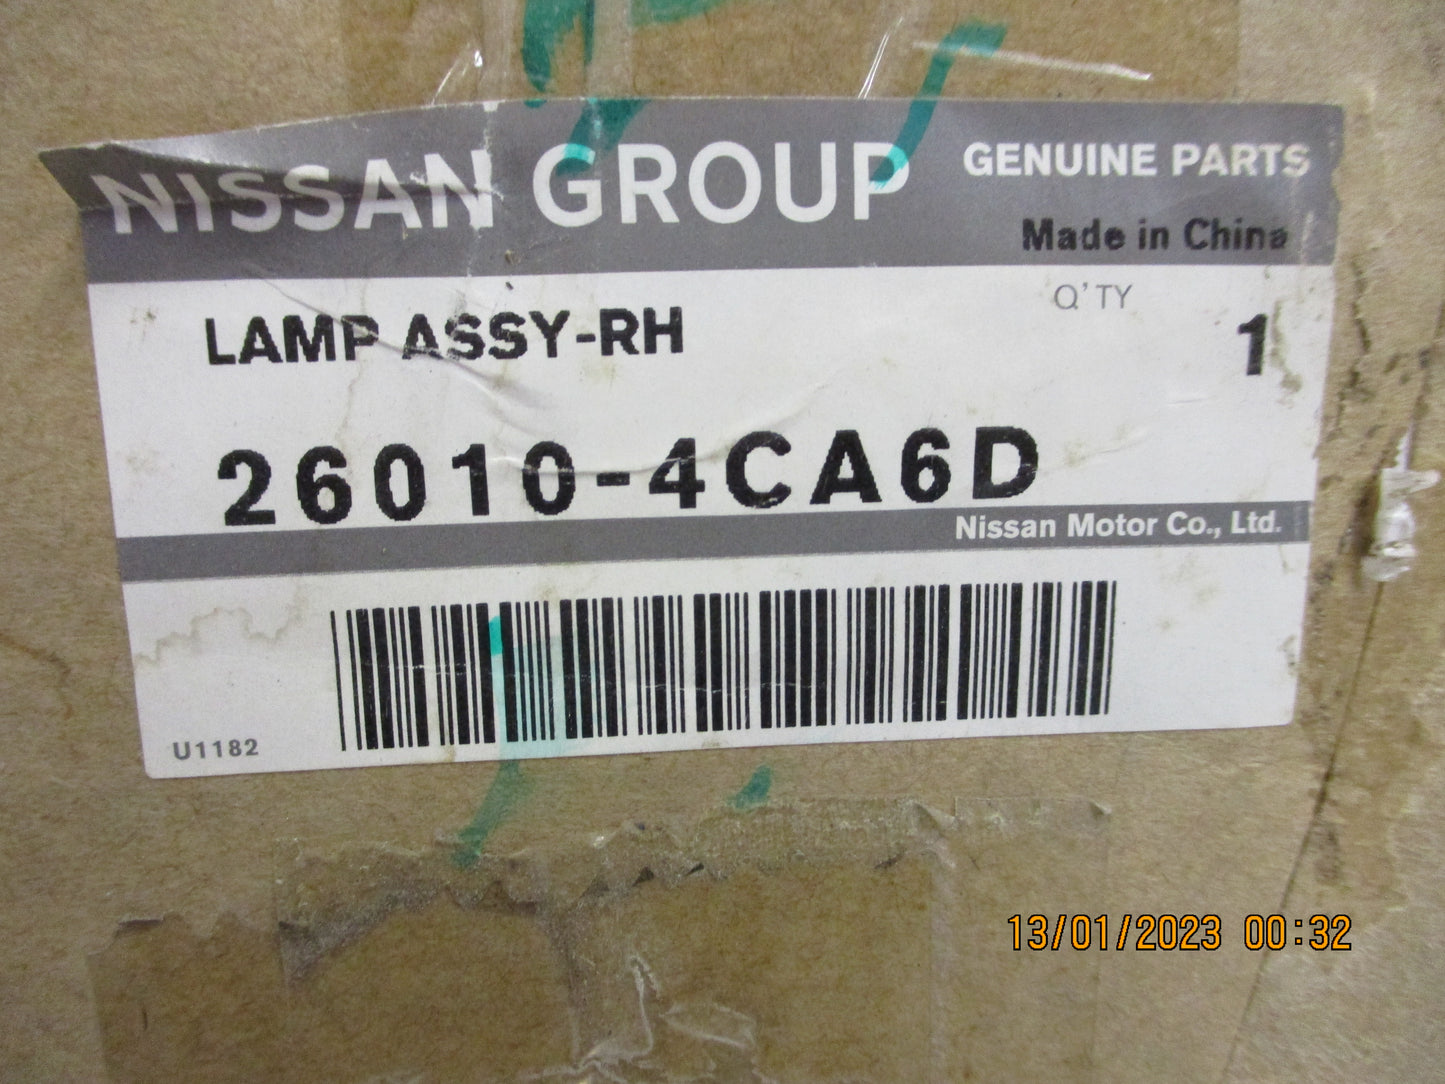 NISSAN GROUP
GENUINE PARTS
Made in China
Q'TY
LAMP ASSY-RH
1
26010-4CA6D
Nissan Motor Co., Ltd.
U1182
13/01/2023 00:32